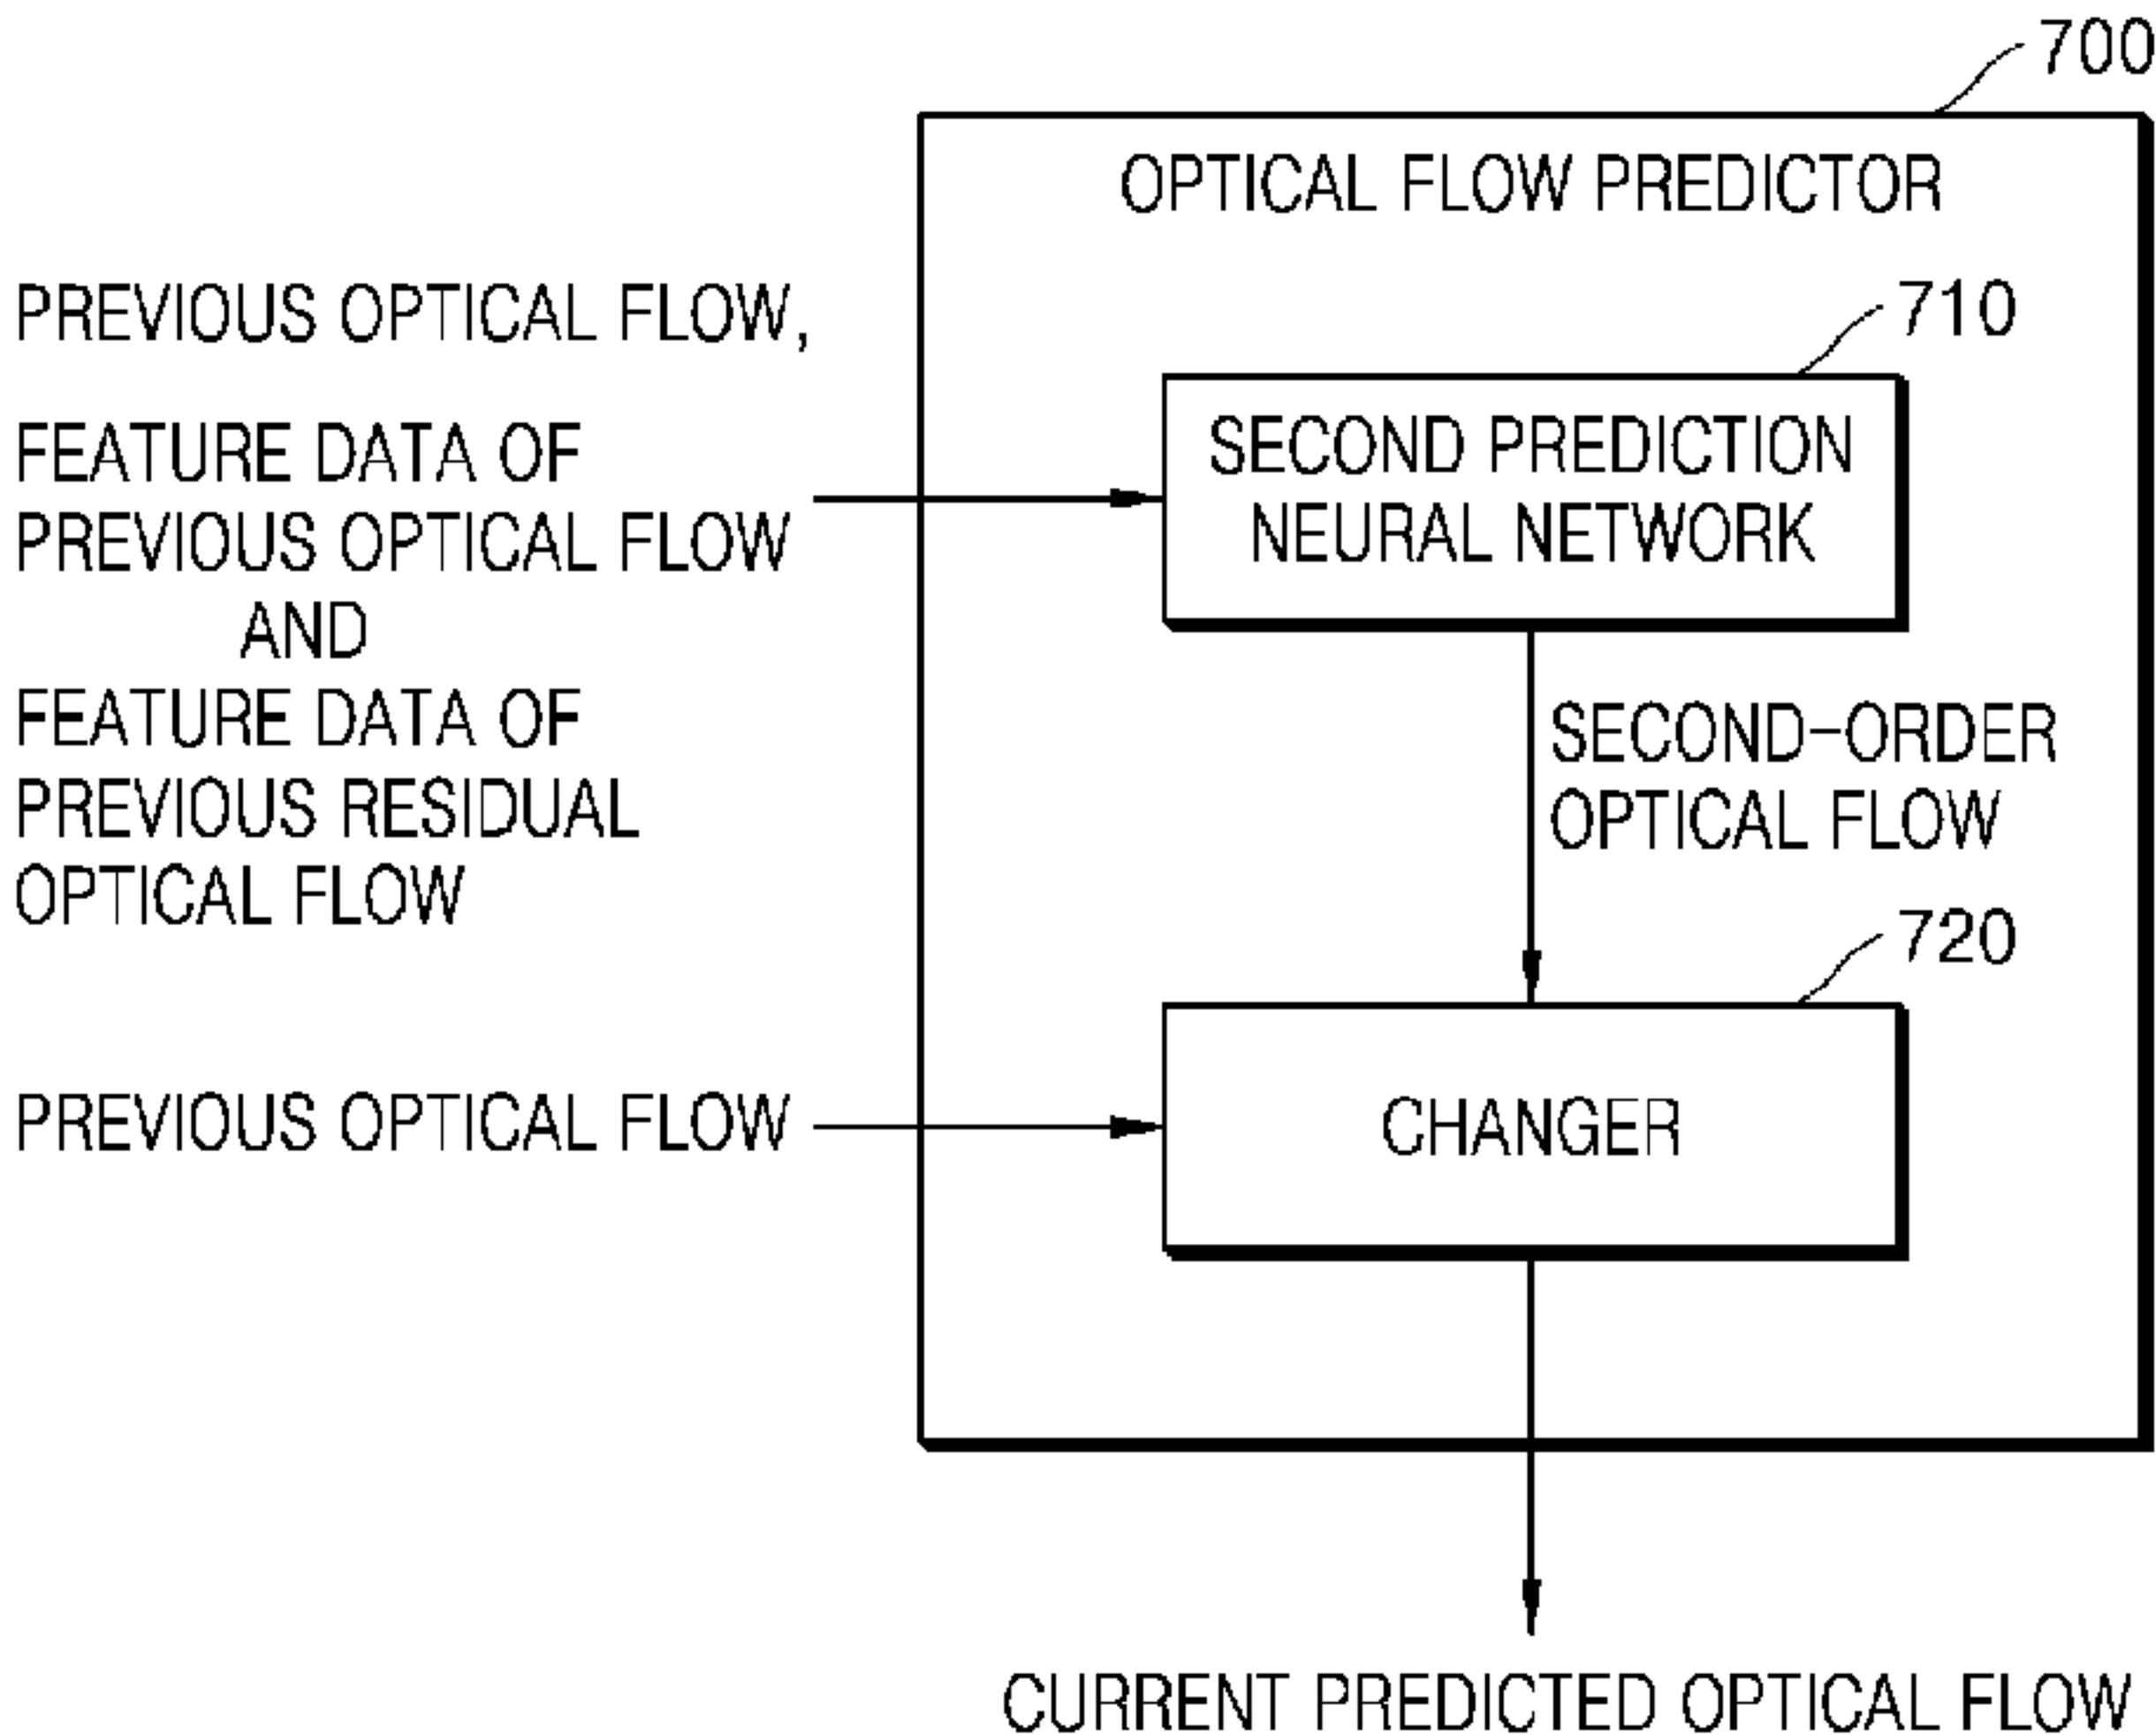 700
OPTICAL FLOW PREDICTOR
PREVIOUS OPTICAL FLOW,
FEATURE DATA OF
PREVIOUS OPTICAL FLOW
AND
FEATURE DATA OF
PREVIOUS RESIDUAL
OPTICAL FLOW
710
SECOND PREDICTION
NEURAL NETWORK
SECOND-ORDER
OPTICAL FLOW
720
PREVIOUS OPTICAL FLOW
CHANGER
CURRENT PREDICTED OPTICAL FLOW